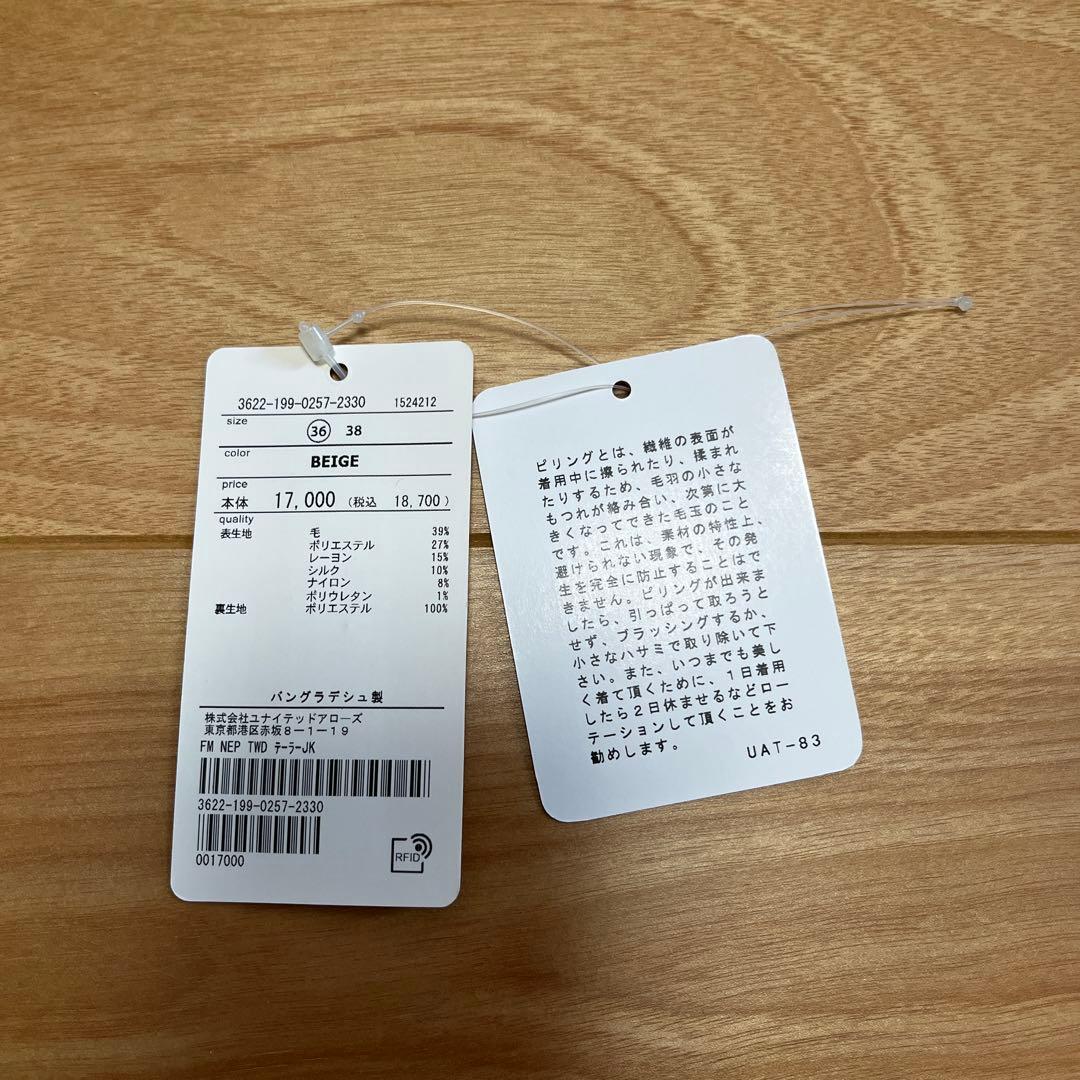 3622-199-0257-2330 1524212
size
36 38
color
BEIGE
price
本体 17,000 (税込 18,700)
quality
表生地 毛 39%
ポリエステル 27%
レーヨン 15%
シルク 10%
ナイロン 8%
ポリウレタン 1%
裏生地 ポリエステル 100%
バングラデシュ製
株式会社ユナイテッドアローズ
東京都港区赤坂8-1-19
FM NEP TWD テーラーJK
3622-199-0257-2330
0017000
RFID
ピリングとは、繊維の表面が
着用中に擦られたり、揉まれ
たりするため、毛羽の小さな
もつれが絡み合い、次第に大
きくなってできた毛玉のこと
です。これは、素材の特性上、
避けられない現象で、その発
生を完全に防止することはで
きません。ピリングが出来ま
したら、引っぱって取ろうと
せず、ブラッシングするか、
小さなハサミで取り除いて下
さい。また、いつまでも美し
く着て頂くために、1日着用
したら2日休ませるなどロー
テーションして頂くことをお
勧めします。
UAT-83